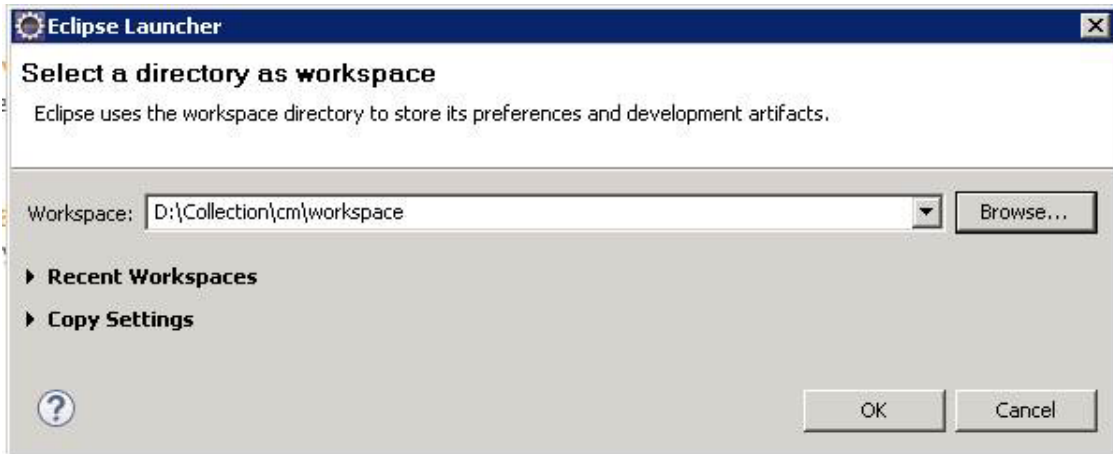 Eclipse Launcher
Select a directory as workspace
Eclipse uses the workspace directory to store its preferences and development artifacts.
Workspace: D:\Collection\cm\workspace Browse...
Recent Workspaces
Copy Settings
OK Cancel